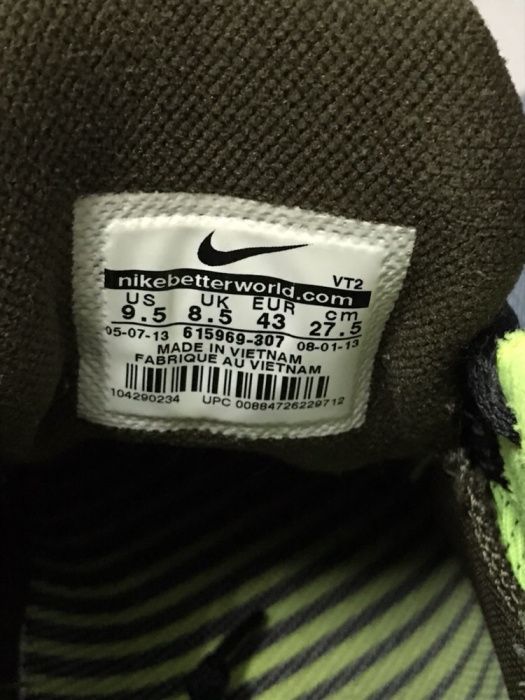 VT2
nikebetterworld.com
US UK EUR cm
9.5 8.5 43 27.5
05-07-13 615969-307 08-01-13
MADE IN VIETNAM
FABRIQUE AU VIETNAM
104290234 UPC 00884726229712